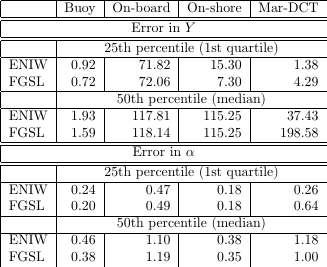 Buoy On-board On-shore Mar-DCT
Error in Y
25th percentile (1st quartile)
ENIW 0.92 71.82 15.30 1.38
FGSL 0.72 72.06 7.30 4.29
50th percentile (median)
ENIW 1.93 117.81 115.25 37.43
FGSL 1.59 118.14 115.25 198.58
Error in α
25th percentile (1st quartile)
ENIW 0.24 0.47 0.18 0.26
FGSL 0.20 0.49 0.18 0.64
50th percentile (median)
ENIW 0.46 1.10 0.38 1.18
FGSL 0.38 1.19 0.35 1.00